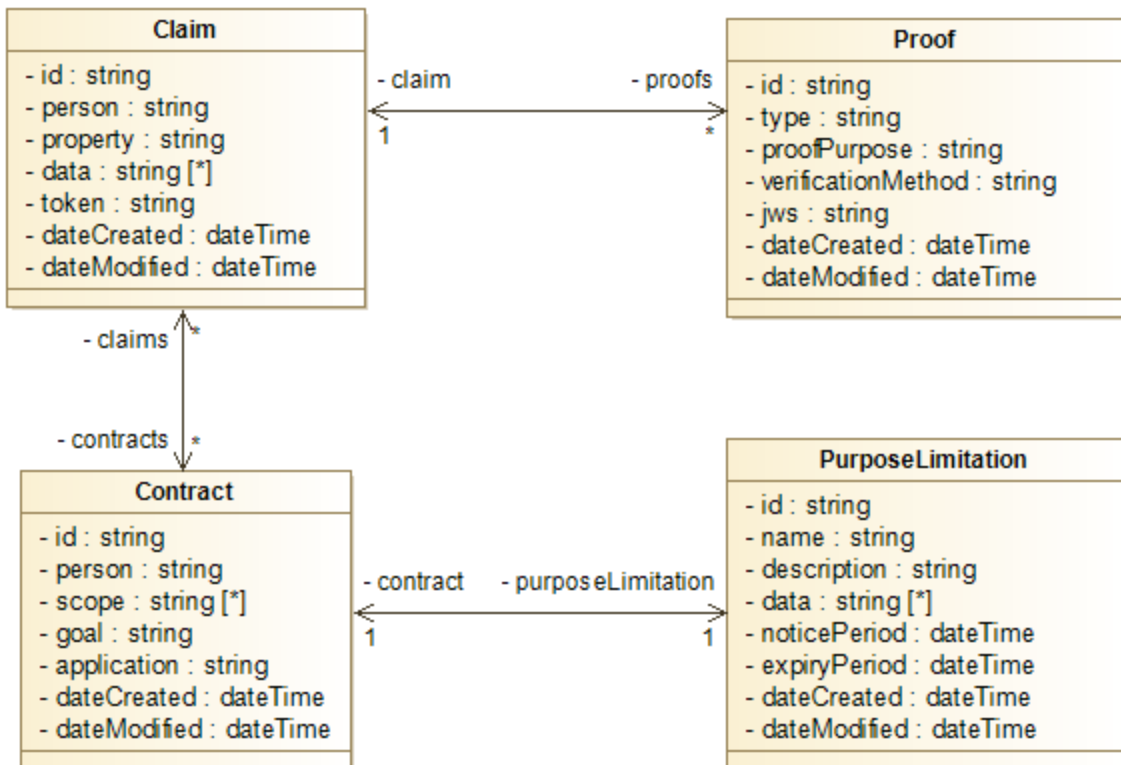 Claim
- id : string
- person : string
- property : string
- data : string [*]
- token : string
- dateCreated : dateTime
- dateModified : dateTime
- claim
- proofs
1
*
Proof
- id : string
- type : string
- proofPurpose : string
- verificationMethod : string
- jws : string
- dateCreated : dateTime
- dateModified : dateTime
- claims
*
- contracts
*
Contract
- id : string
- person : string
- scope : string [*]
- goal : string
- application : string
- dateCreated : dateTime
- dateModified : dateTime
- contract
- purposeLimitation
1
1
PurposeLimitation
- id : string
- name : string
- description : string
- data : string [*]
- noticePeriod : dateTime
- expiryPeriod : dateTime
- dateCreated : dateTime
- dateModified : dateTime